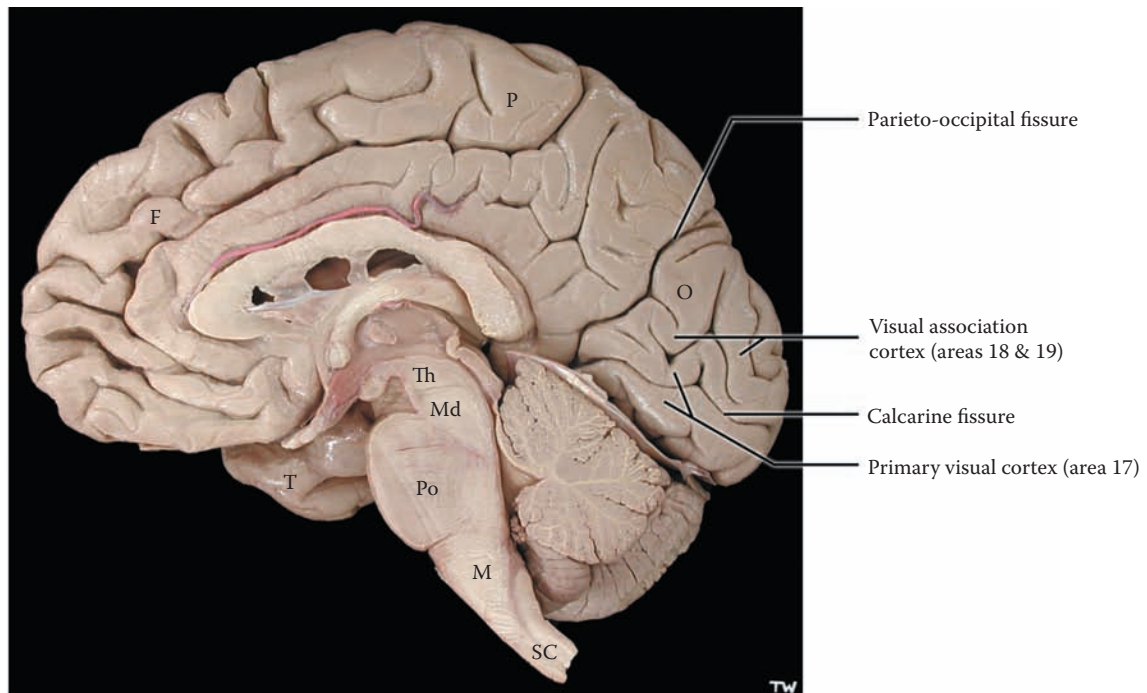 P
Parieto-occipital fissure
F
O
Visual association
cortex (areas 18 & 19)
Th
Md
Calcarine fissure
Primary visual cortex (area 17)
T
Po
M
SC
TW